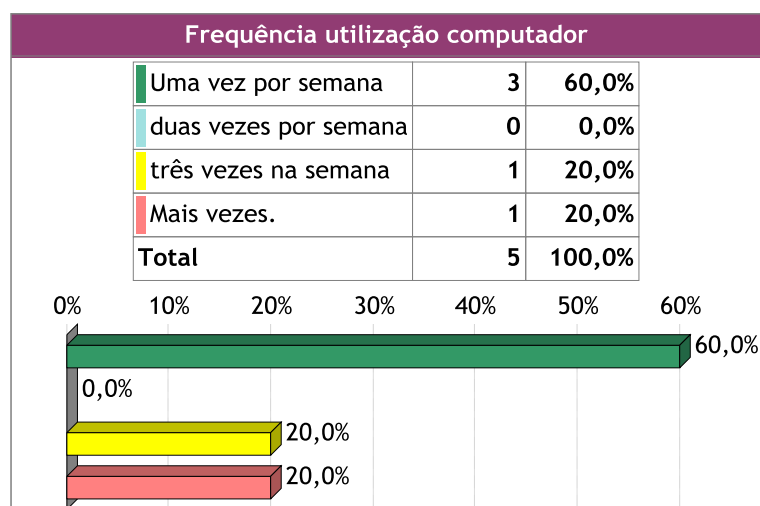 Frequência utilização computador
Uma vez por semana 3 60,0%
duas vezes por semana 0 0,0%
três vezes na semana 1 20,0%
Mais vezes. 1 20,0%
Total 5 100,0%
0% 10% 20% 30% 40% 50% 60%
60,0%
0,0%
20,0%
20,0%